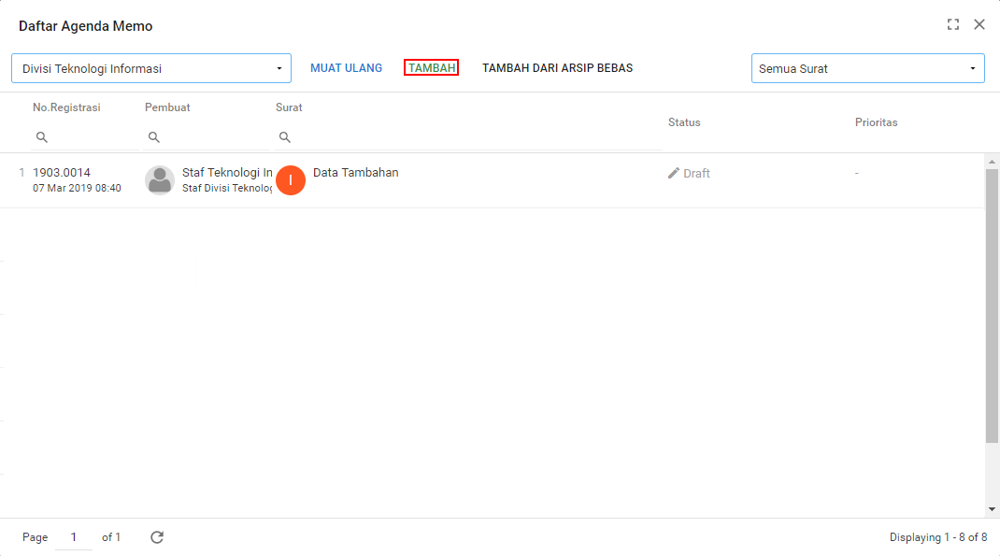 Daftar Agenda Memo
Divisi Teknologi Informasi
MUAT ULANG
TAMBAH
TAMBAH DARI ARSIP BEBAS
Semua Surat
No.Registrasi
Pembuat
Surat
Status
Prioritas
1
1903.0014
07 Mar 2019 08:40
Staf Teknologi In
Staf Divisi Teknolog
I
Data Tambahan
Draft
-
Page 1 of 1
Displaying 1 - 8 of 8